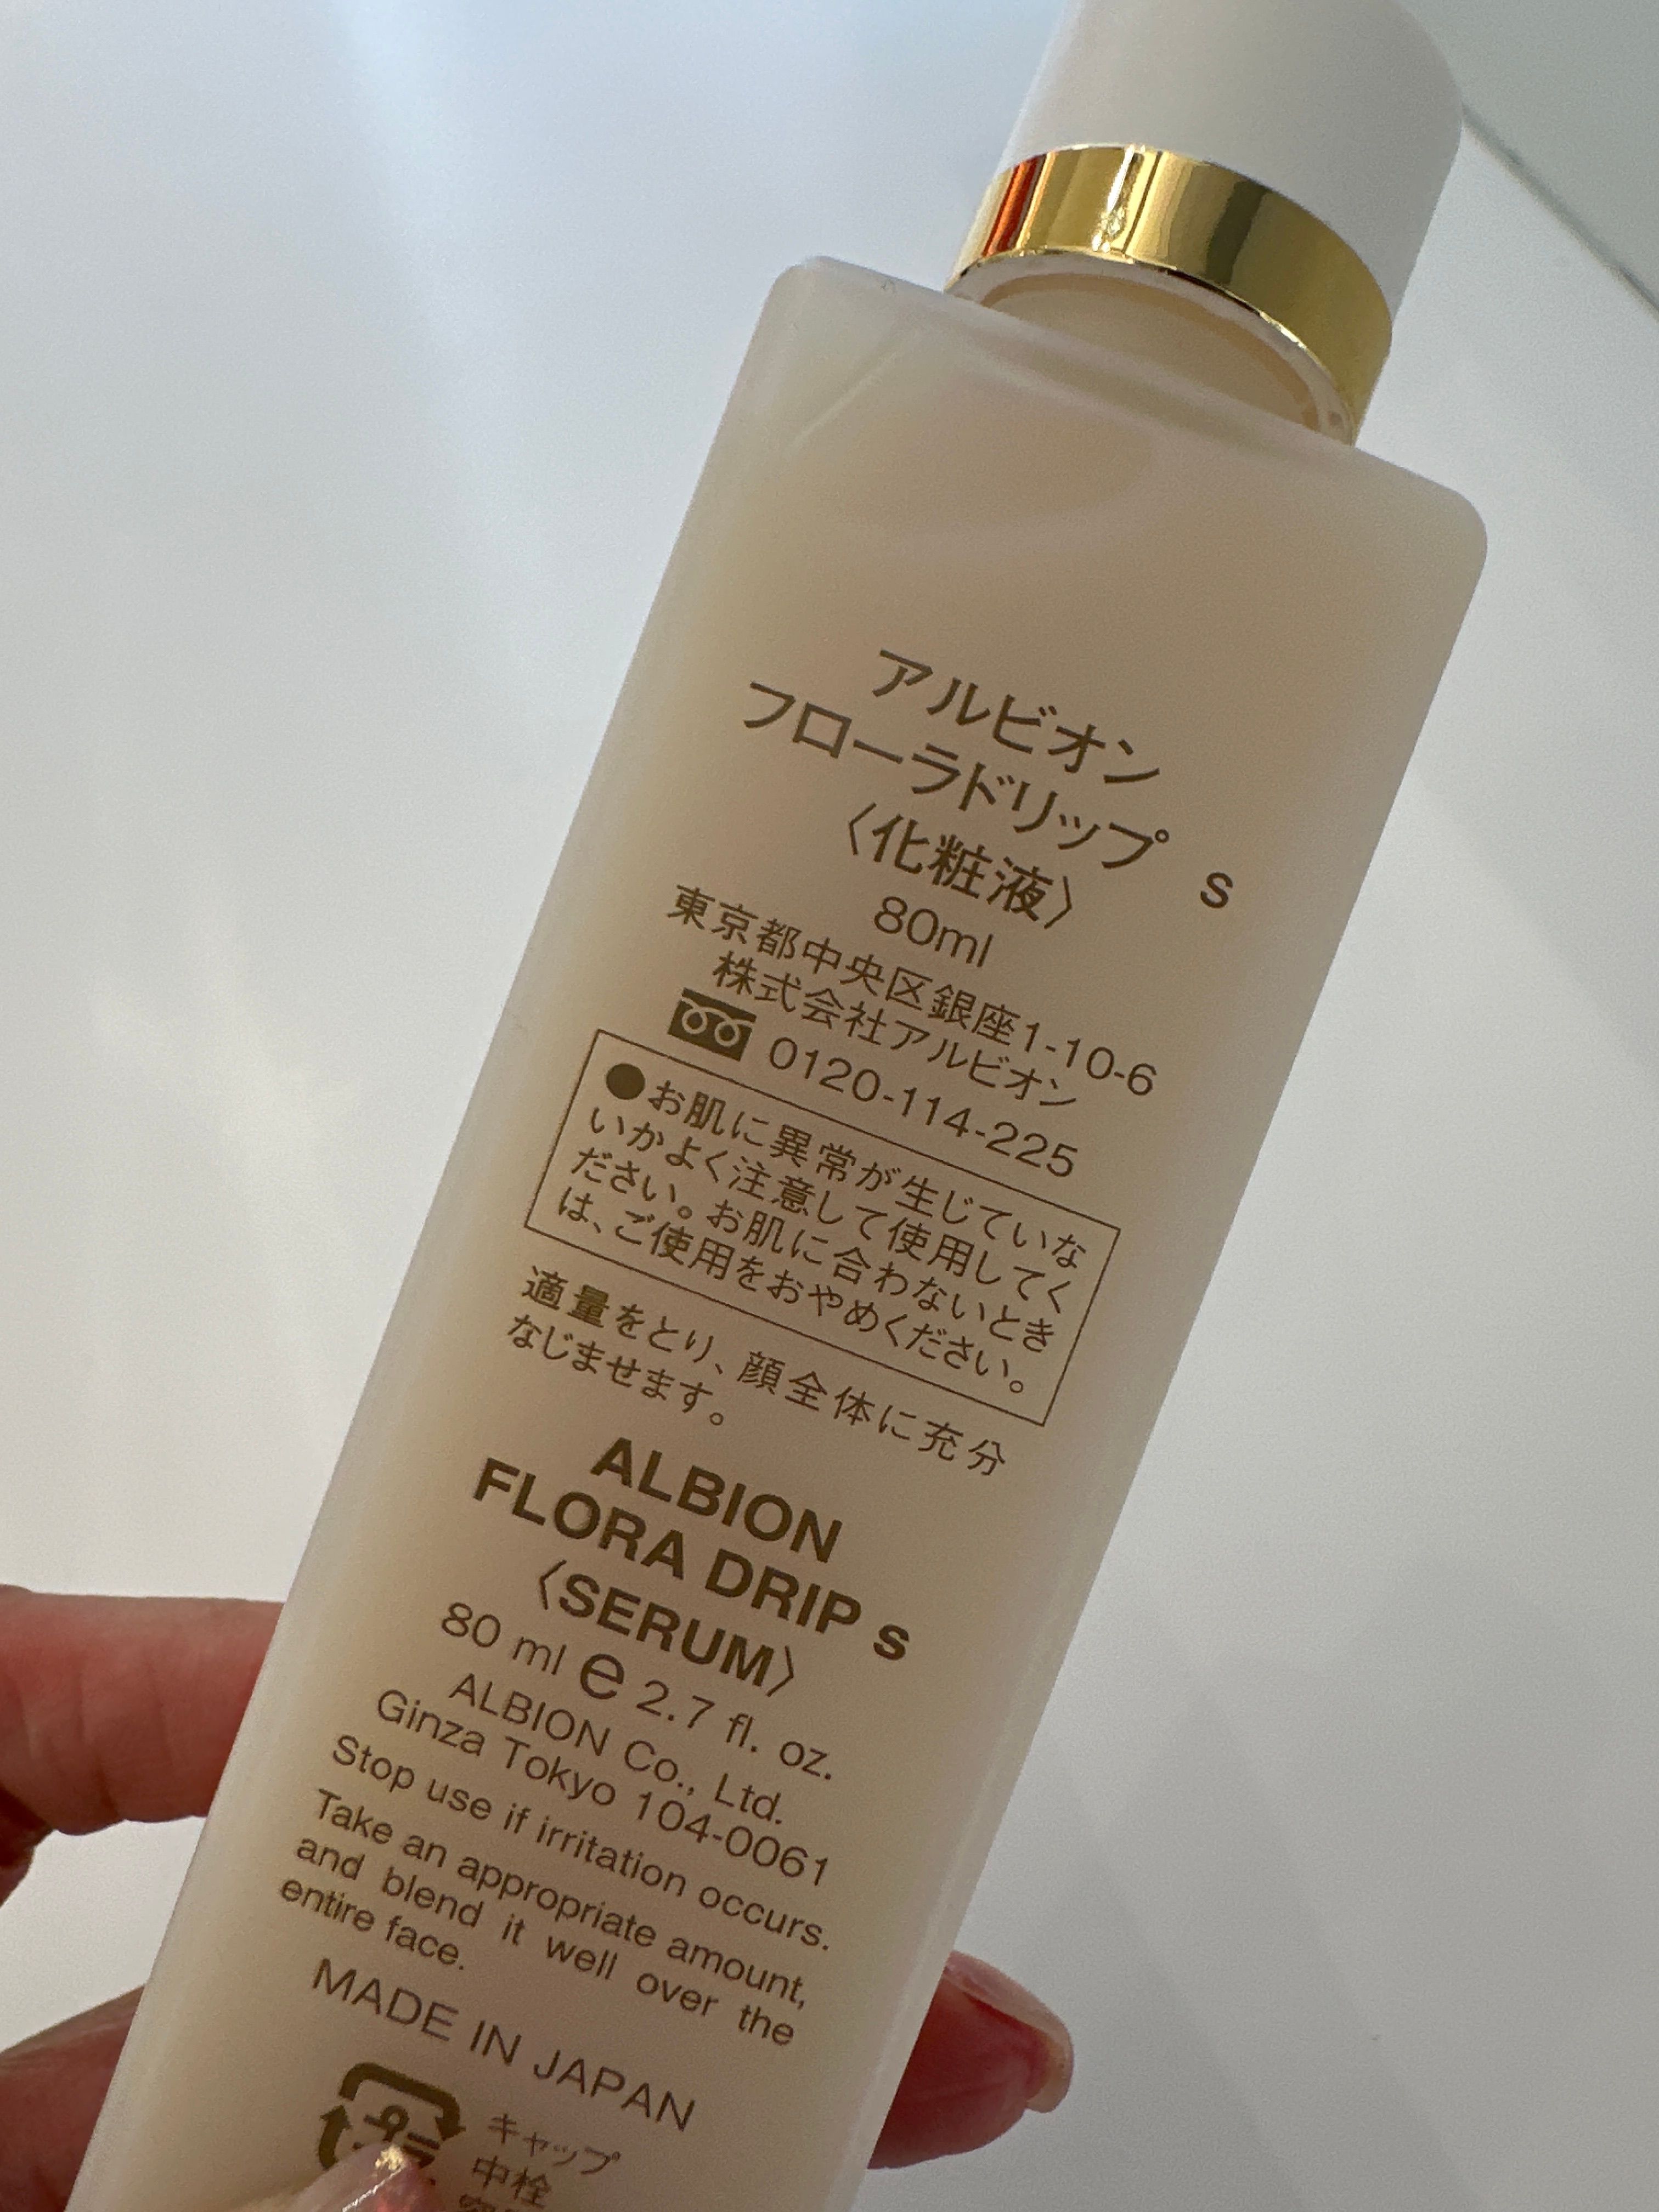 アルビオン
フローラドリップ s
〈化粧液〉
80ml
東京都中央区銀座1-10-6
株式会社アルビオン
0120-114-225
●お肌に異常が生じていな
いかよく注意して使用してく
ださい。お肌に合わないとき
は、ご使用をおやめください。
適量をとり、顔全体に充分
なじませます。
ALBION
FLORA DRIP s
〈SERUM〉
80 ml e 2.7 fl. oz.
ALBION Co., Ltd.
Ginza Tokyo 104-0061
Stop use if irritation occurs.
Take an appropriate amount,
and blend it well over the
entire face.
MADE IN JAPAN
キャップ
中栓